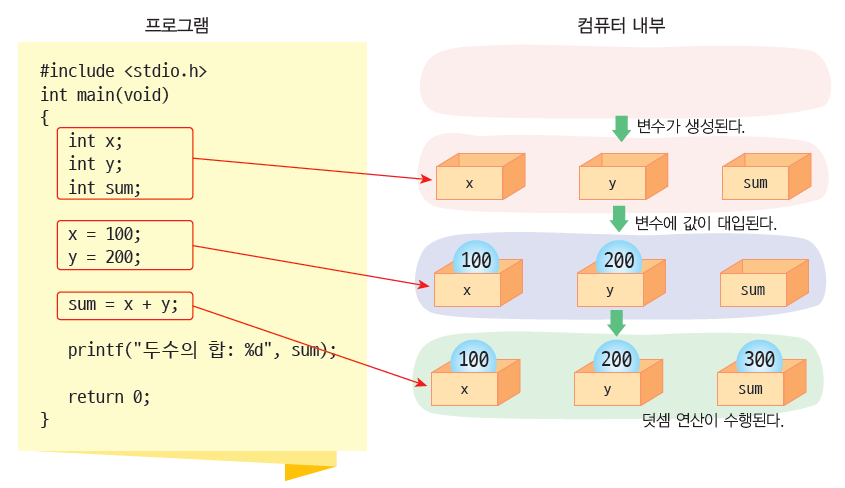 프로그램
#include <stdio.h>
int main(void)
{
int x;
int y;
int sum;
x = 100;
y = 200;
sum = x + y;
printf("두수의 합: %d", sum);
return 0;
}
컴퓨터 내부
변수가 생성된다.
x y sum
변수에 값이 대입된다.
100 200
x y sum
100 200 300
x y sum
덧셈 연산이 수행된다.